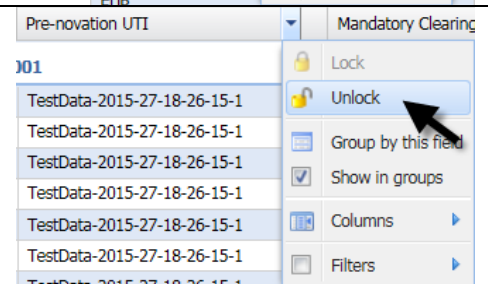 EUR
Pre-novation UTI Mandatory Clearing
001
Lock
TestData-2015-27-18-26-15-1
Unlock
TestData-2015-27-18-26-15-1
Group by this field
TestData-2015-27-18-26-15-1
Show in groups
TestData-2015-27-18-26-15-1
TestData-2015-27-18-26-15-1
Columns
TestData-2015-27-18-26-15-1
Filters
TestData-2015-27-18-26-15-1